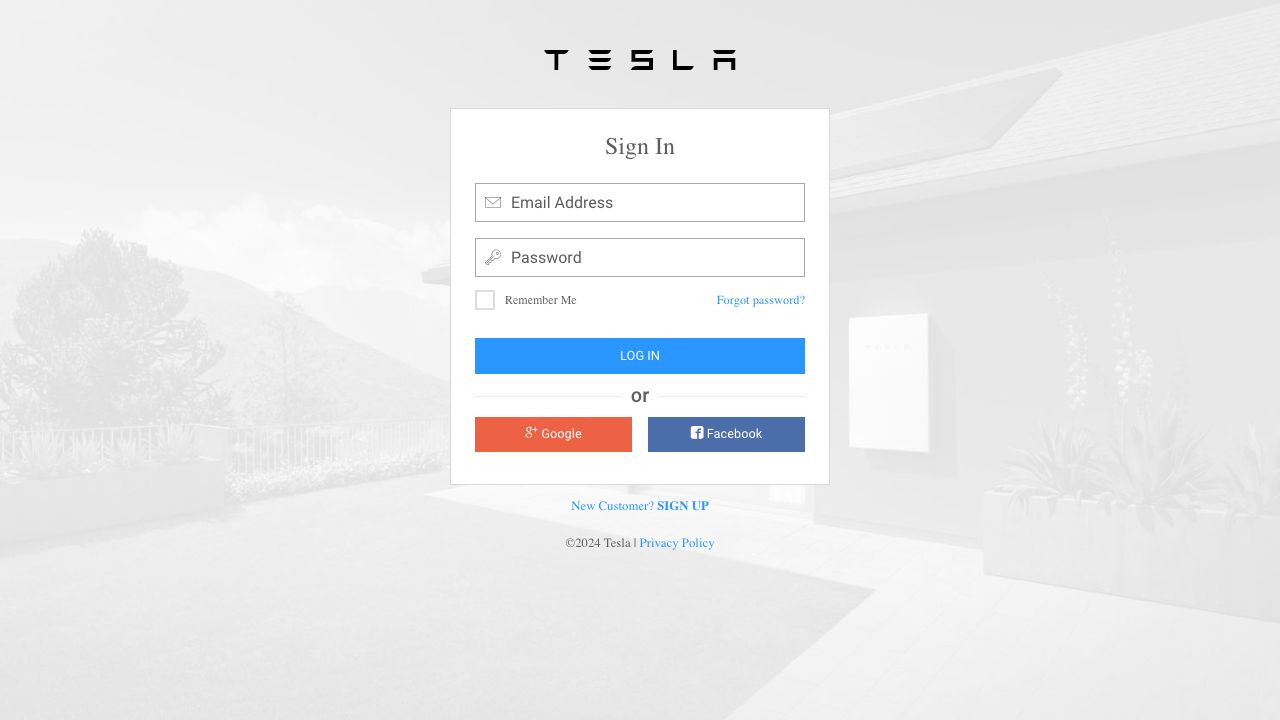 TESLA
Sign In
Email Address
Password
Remember Me
Forgot password?
LOG IN
or
Google
Facebook
New Customer? SIGN UP
©2024 Tesla | Privacy Policy
TESLA